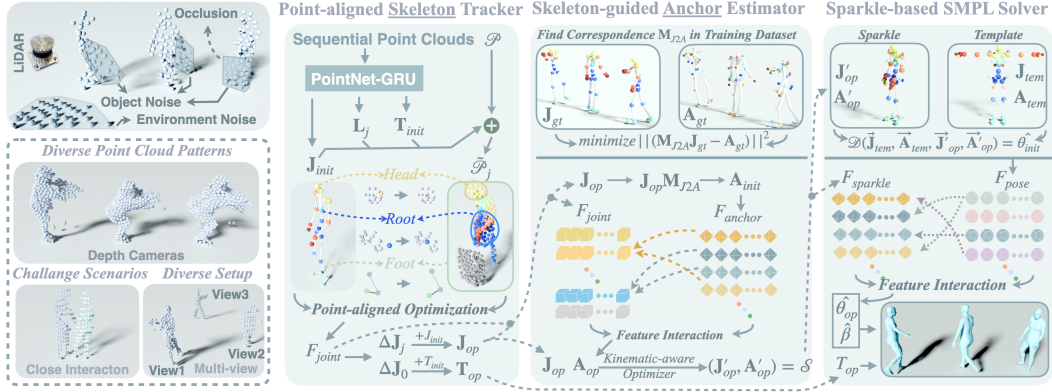 LiDAR
Occlusion
Object Noise
Environment Noise
Diverse Point Cloud Patterns
Depth Cameras
Challange Scenarios
Diverse Setup
Close Interacton
View3
View2
View1
Multi-view
Point-aligned Skeleton Tracker
Sequential Point Clouds
𝒫
PointNet-GRU
L_j
T_init
+
J_init
𝒫̃_j
Head
Root
Foot
Point-aligned Optimization
F_joint
ΔJ_j +J_init J_op
ΔJ_0 +T_init T_op
Skeleton-guided Anchor Estimator
Find Correspondence M_J2A in Training Dataset
J_gt
A_gt
minimize||(M_J2A J_gt − A_gt)||²
J_op → J_op M_J2A → A_init
F_joint
F_anchor
Feature Interaction
J_op A_op
Kinematic-aware
Optimizer
(J′_op, A′_op) = 𝒮
Sparkle-based SMPL Solver
Sparkle
Template
J′_op
A′_op
J_tem
A_tem
𝒟(J⃗_tem, A⃗_tem, J⃗′_op, A⃗′_op) = θ̂_init
F_sparkle
F_pose
Feature Interaction
θ̂_op
β̂
T_op